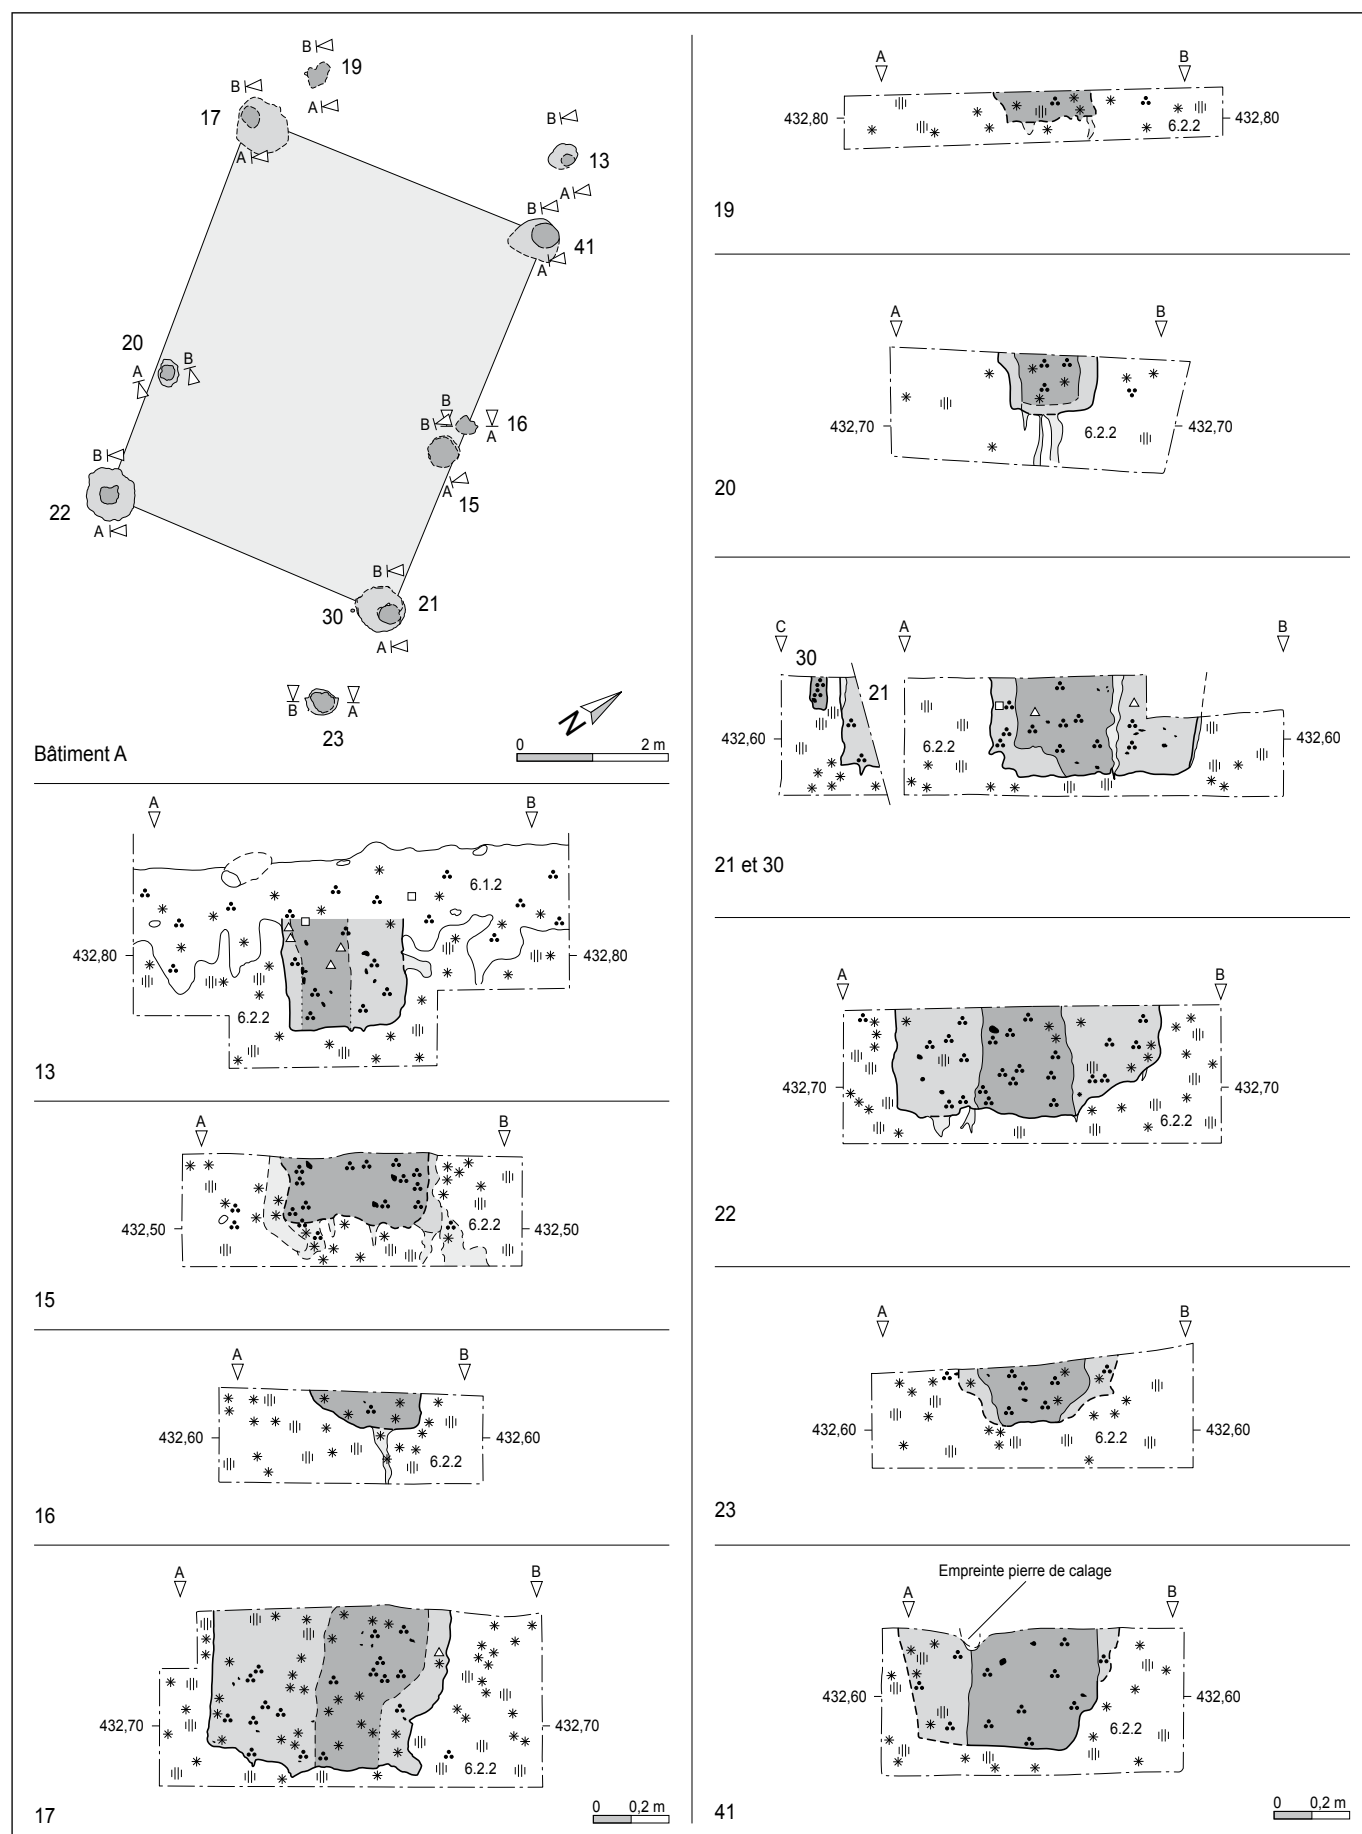 B
19
A
B
17
A
B
13
A
B
41
A
20
B
A
B
B
16
A
A
15
B
22
A
B
21
30
A
B
A
23
N
0 2 m
Bâtiment A
A B
6.1.2
432,80 432,80
6.2.2
13
A B
432,50 6.2.2 432,50
15
A B
432,60 432,60
6.2.2
16
A B
432,70 432,70
6.2.2
17
0 0,2 m
A B
432,80 432,80
6.2.2
19
A B
432,70 6.2.2 432,70
20
C A B
30
21
432,60 6.2.2 432,60
21 et 30
A B
432,70 432,70
6.2.2
22
A B
432,60 6.2.2 432,60
23
Empreinte pierre de calage
A B
432,60 432,60
6.2.2
41
0 0,2 m